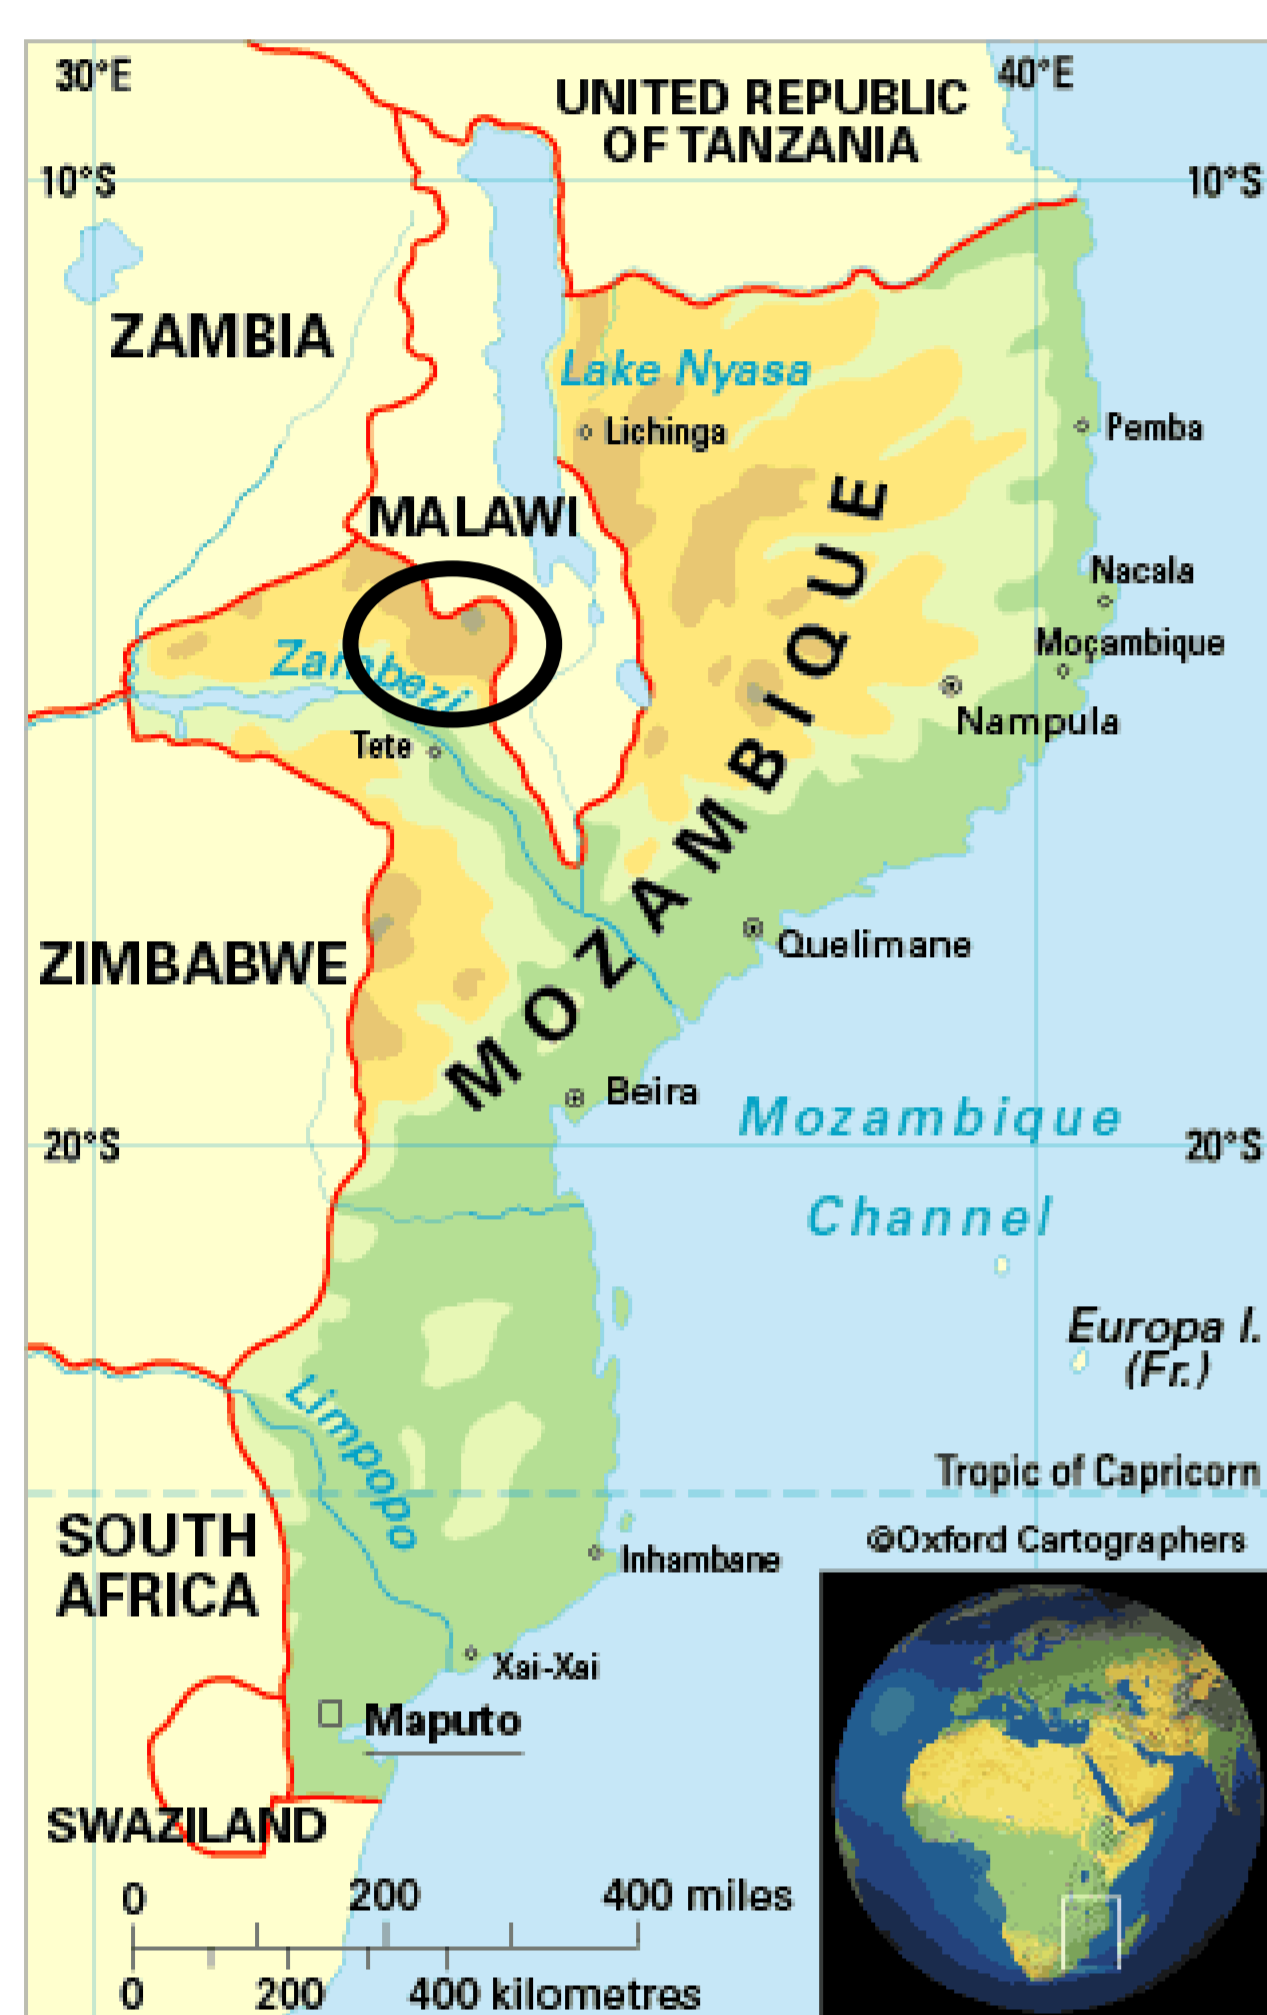 30°E
40°E
UNITED REPUBLIC
OF TANZANIA
10°S
10°S
ZAMBIA
Lake Nyasa
Lichinga
Pemba
MALAWI
Nacala
Moçambique
Zambezi
Nampula
Tete
MOZAMBIQUE
Quelimane
ZIMBABWE
Beira
Mozambique
Channel
20°S
20°S
Europa I.
(Fr.)
Limpopo
Tropic of Capricorn
SOUTH
AFRICA
@Oxford Cartographers
Inhambane
Xai-Xai
Maputo
SWAZILAND
0 200 400 miles
0 200 400 kilometres